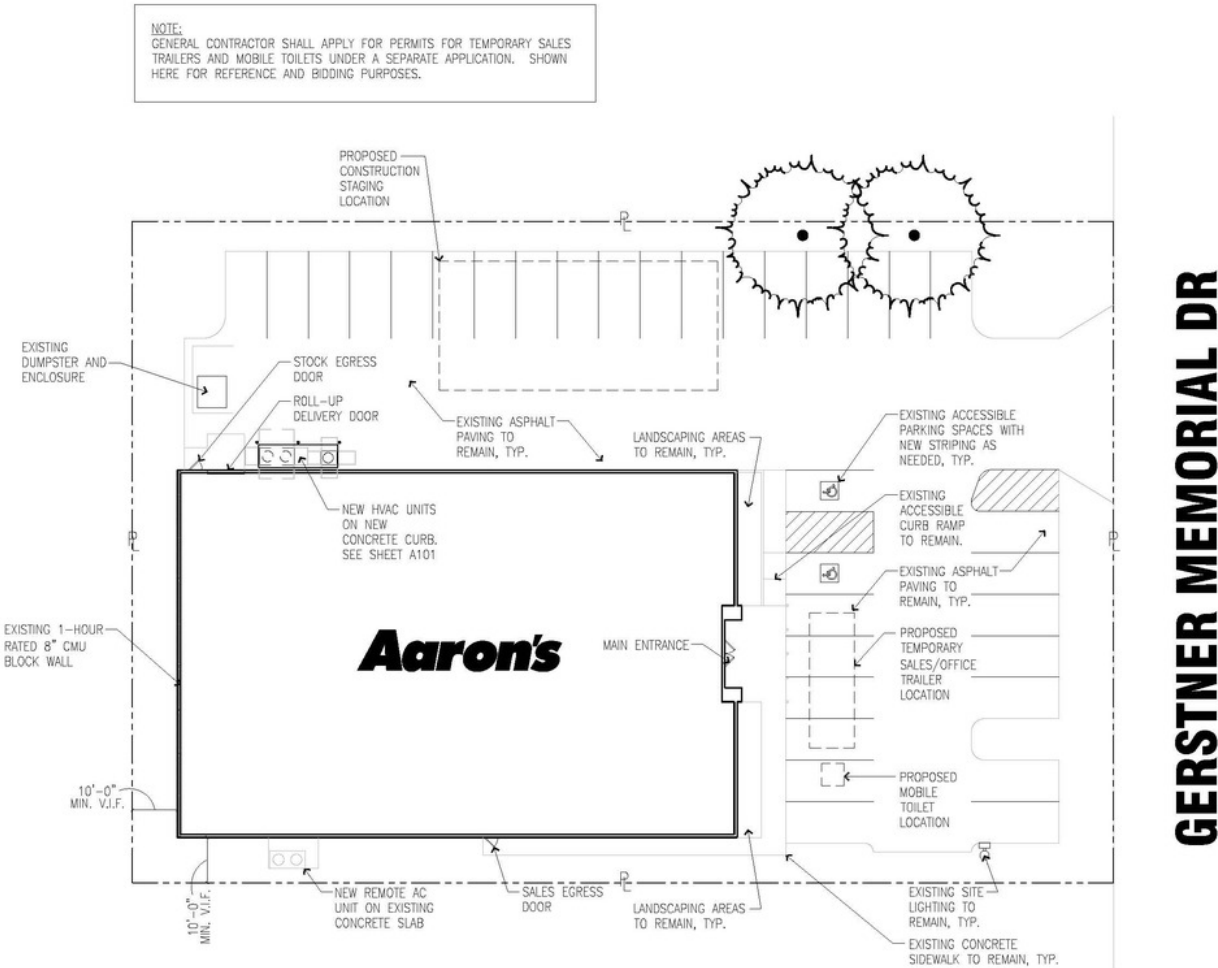 NOTE:
GENERAL CONTRACTOR SHALL APPLY FOR PERMITS FOR TEMPORARY SALES
TRAILERS AND MOBILE TOILETS UNDER A SEPARATE APPLICATION. SHOWN
HERE FOR REFERENCE AND BIDDING PURPOSES.
PROPOSED
CONSTRUCTION
STAGING
LOCATION
PL
EXISTING
DUMPSTER AND
ENCLOSURE
STOCK EGRESS
DOOR
ROLL-UP
DELIVERY DOOR
EXISTING ASPHALT
PAVING TO
REMAIN, TYP.
LANDSCAPING AREAS
TO REMAIN, TYP.
EXISTING ACCESSIBLE
PARKING SPACES WITH
NEW STRIPING AS
NEEDED, TYP.
NEW HVAC UNITS
ON NEW
CONCRETE CURB.
SEE SHEET A101
EXISTING
ACCESSIBLE
CURB RAMP
TO REMAIN.
PL
PL
EXISTING ASPHALT
PAVING TO
REMAIN, TYP.
EXISTING 1-HOUR
RATED 8" CMU
BLOCK WALL
Aaron's
MAIN ENTRANCE
PROPOSED
TEMPORARY
SALES/OFFICE
TRAILER
LOCATION
10'-0"
MIN. V.I.F.
PROPOSED
MOBILE
TOILET
LOCATION
10'-0"
MIN. V.I.F.
NEW REMOTE AC
UNIT ON EXISTING
CONCRETE SLAB
SALES EGRESS
DOOR
PL
LANDSCAPING AREAS
TO REMAIN, TYP.
EXISTING SITE
LIGHTING TO
REMAIN, TYP.
EXISTING CONCRETE
SIDEWALK TO REMAIN, TYP.
GERSTNER MEMORIAL DR